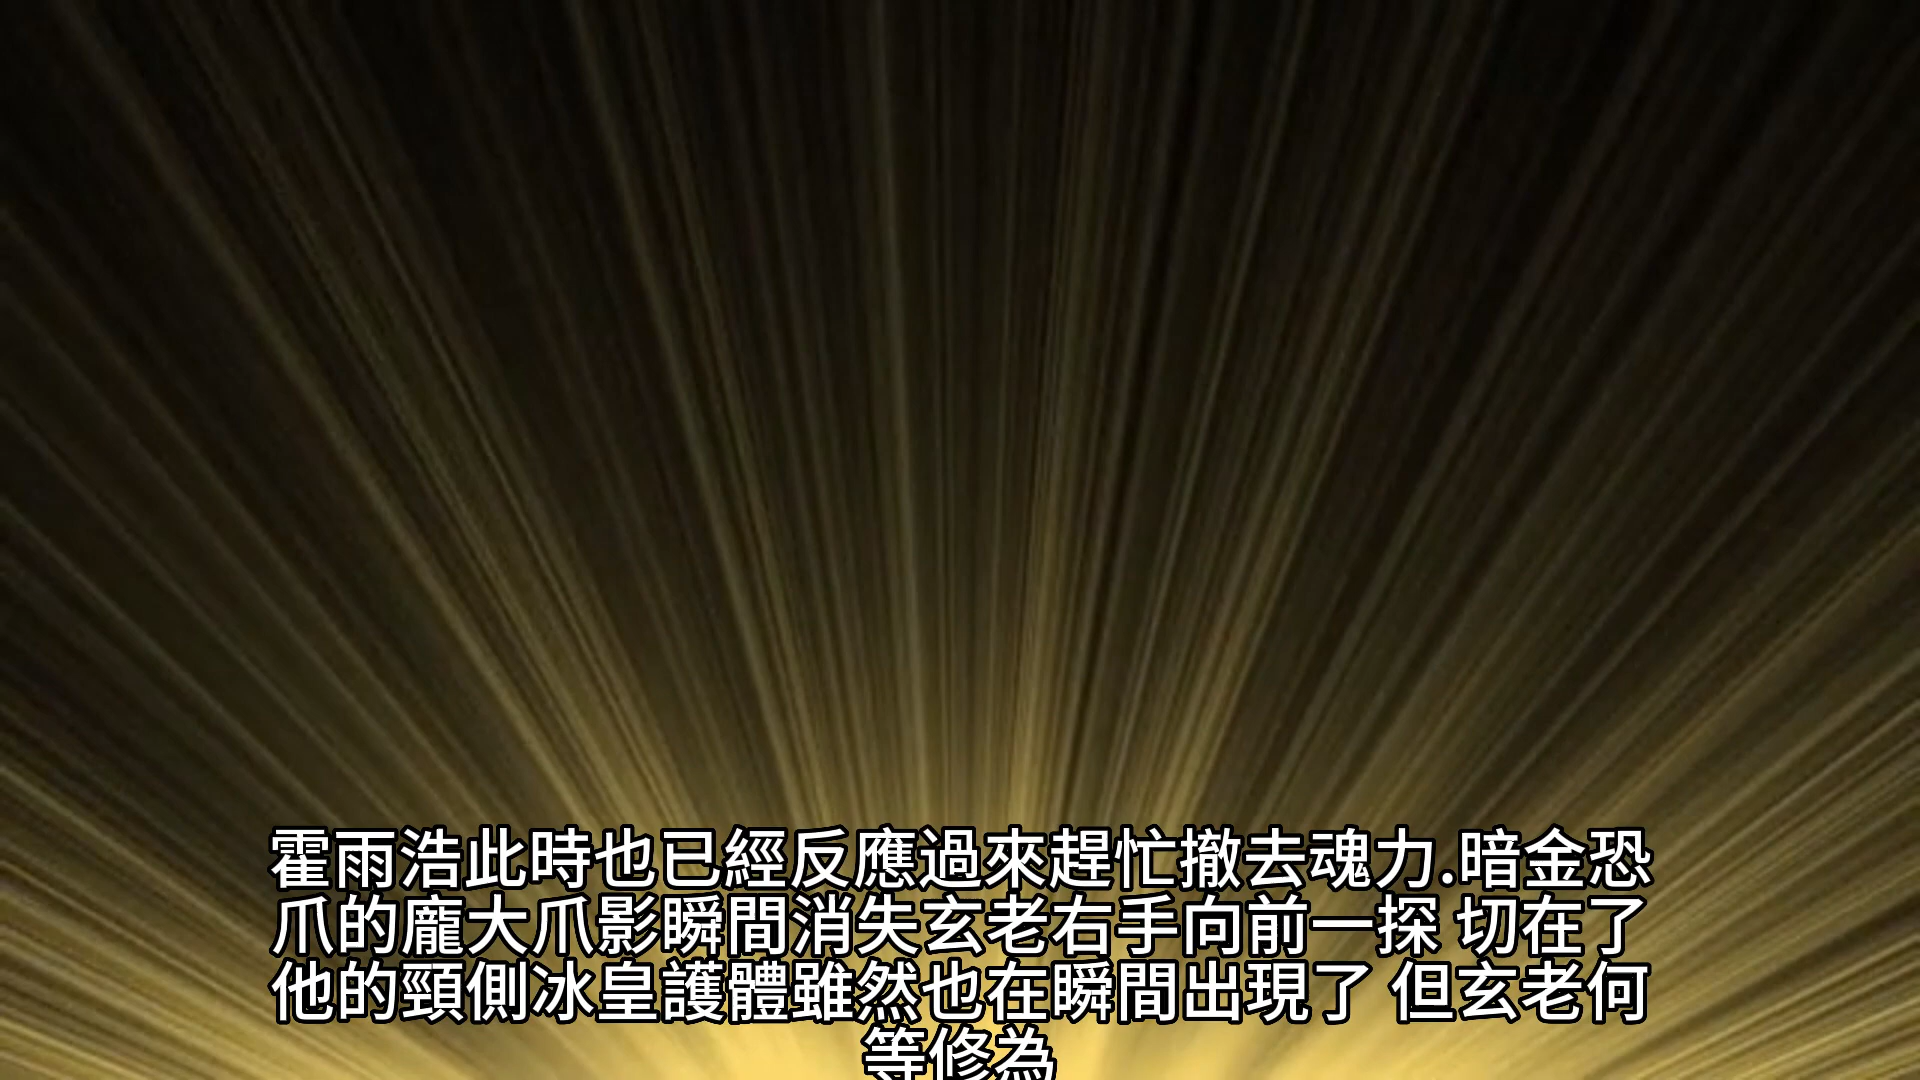 霍雨浩此時也已經反應過來趕忙撤去魂力.暗金恐
爪的龐大爪影瞬間消失玄老右手向前一探 切在了
他的頸側冰皇護體雖然也在瞬間出現了 但玄老何
等修為